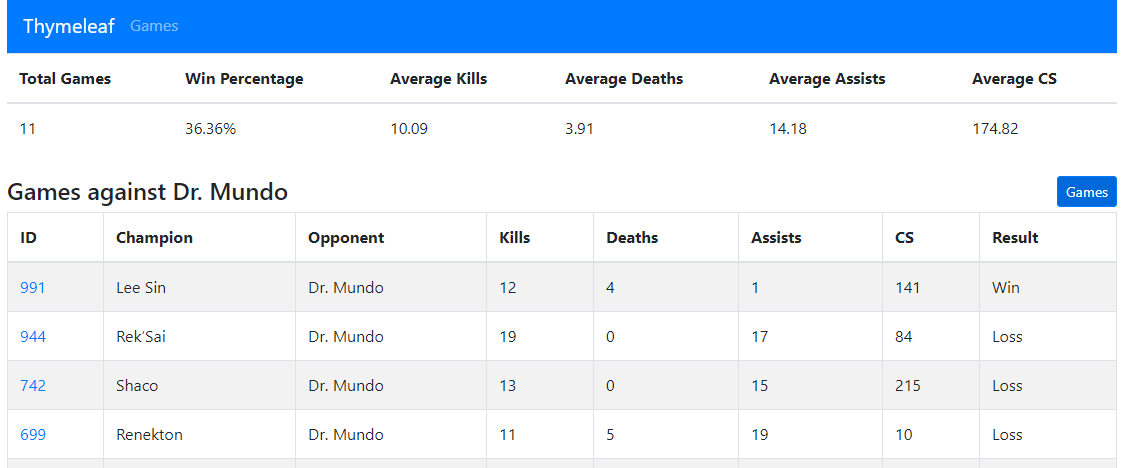 Thymeleaf Games
Total Games Win Percentage Average Kills Average Deaths Average Assists Average CS
11 36.36% 10.09 3.91 14.18 174.82
Games against Dr. Mundo Games
ID Champion Opponent Kills Deaths Assists CS Result
991 Lee Sin Dr. Mundo 12 4 1 141 Win
944 Rek'Sai Dr. Mundo 19 0 17 84 Loss
742 Shaco Dr. Mundo 13 0 15 215 Loss
699 Renekton Dr. Mundo 11 5 19 10 Loss